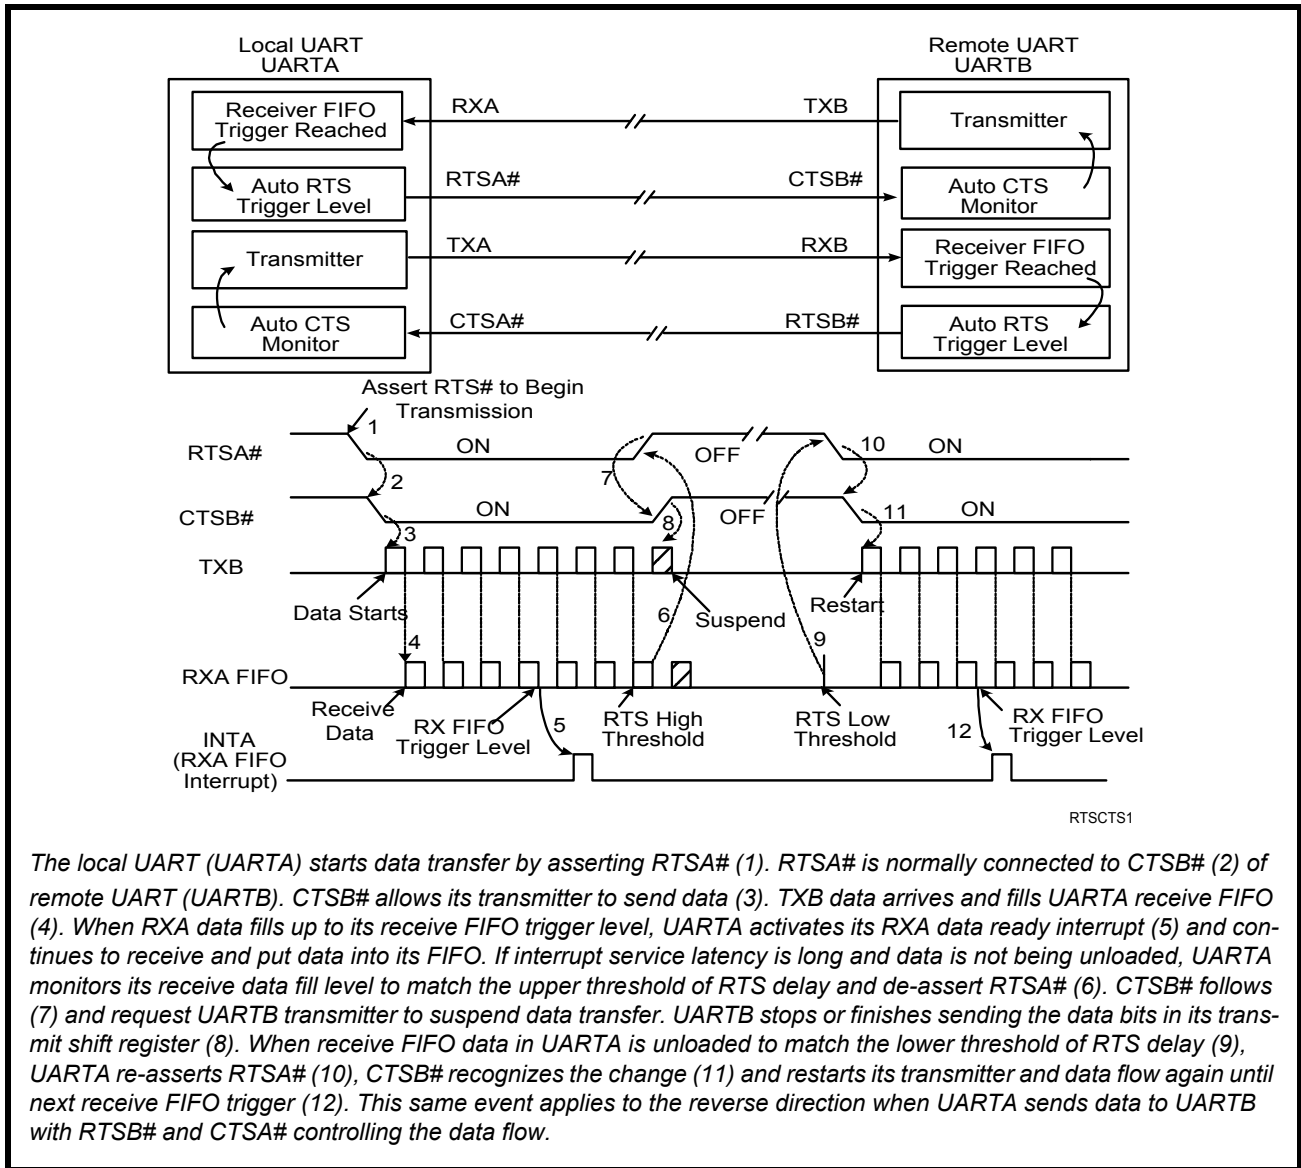 Local UART
UARTA
Remote UART
UARTB
Receiver FIFO
Trigger Reached
RXA
TXB
Transmitter
Auto RTS
Trigger Level
RTSA#
CTSB#
Auto CTS
Monitor
Transmitter
TXA
RXB
Receiver FIFO
Trigger Reached
Auto CTS
Monitor
CTSA#
RTSB#
Auto RTS
Trigger Level
Assert RTS# to Begin
Transmission
1
RTSA#
ON
OFF
10
ON
2
7
CTSB#
ON
OFF
11
ON
3
8
TXB
Data Starts
6
Suspend
Restart
4
9
RXA FIFO
Receive
Data
RX FIFO
Trigger Level
5
RTS High
Threshold
RTS Low
Threshold
12
RX FIFO
Trigger Level
INTA
(RXA FIFO
Interrupt)
RTSCTS1
The local UART (UARTA) starts data transfer by asserting RTSA# (1). RTSA# is normally connected to CTSB# (2) of
remote UART (UARTB). CTSB# allows its transmitter to send data (3). TXB data arrives and fills UARTA receive FIFO
(4). When RXA data fills up to its receive FIFO trigger level, UARTA activates its RXA data ready interrupt (5) and con-
tinues to receive and put data into its FIFO. If interrupt service latency is long and data is not being unloaded, UARTA
monitors its receive data fill level to match the upper threshold of RTS delay and de-assert RTSA# (6). CTSB# follows
(7) and request UARTB transmitter to suspend data transfer. UARTB stops or finishes sending the data bits in its trans-
mit shift register (8). When receive FIFO data in UARTA is unloaded to match the lower threshold of RTS delay (9),
UARTA re-asserts RTSA# (10), CTSB# recognizes the change (11) and restarts its transmitter and data flow again until
next receive FIFO trigger (12). This same event applies to the reverse direction when UARTA sends data to UARTB
with RTSB# and CTSA# controlling the data flow.